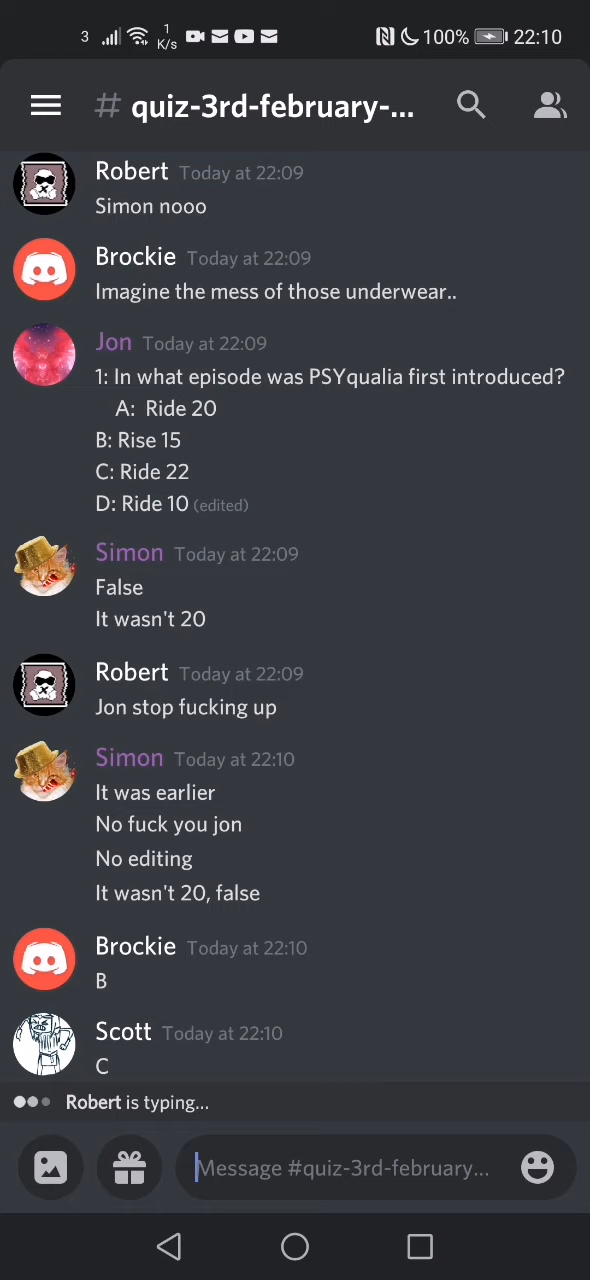 3 1 K/s 100% 22:10
# quiz-3rd-february-...
Robert Today at 22:09
Simon nooo
Brockie Today at 22:09
Imagine the mess of those underwear..
Jon Today at 22:09
1: In what episode was PSYqualia first introduced?
A: Ride 20
B: Rise 15
C: Ride 22
D: Ride 10 (edited)
Simon Today at 22:09
False
It wasn't 20
Robert Today at 22:09
Jon stop fucking up
Simon Today at 22:10
It was earlier
No fuck you jon
No editing
It wasn't 20, false
Brockie Today at 22:10
B
Scott Today at 22:10
C
Robert is typing...
Message #quiz-3rd-february...